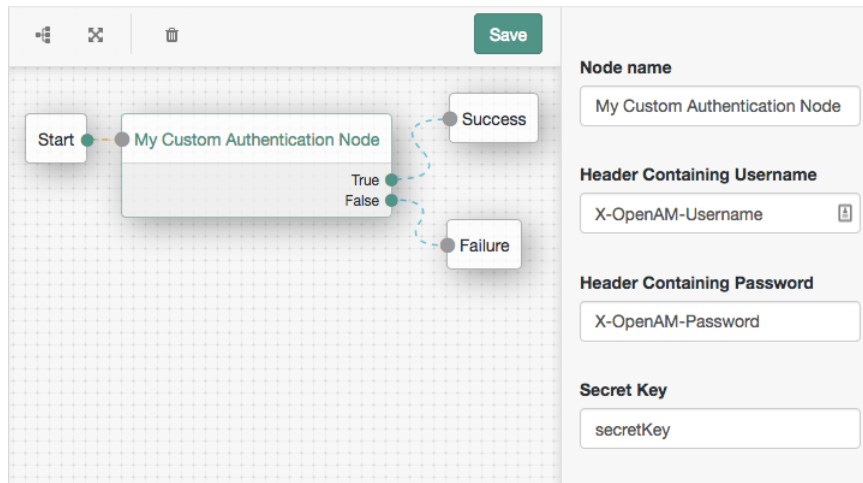 Save
Start
My Custom Authentication Node
True
False
Success
Failure
Node name
My Custom Authentication Node
Header Containing Username
X-OpenAM-Username
Header Containing Password
X-OpenAM-Password
Secret Key
secretKey